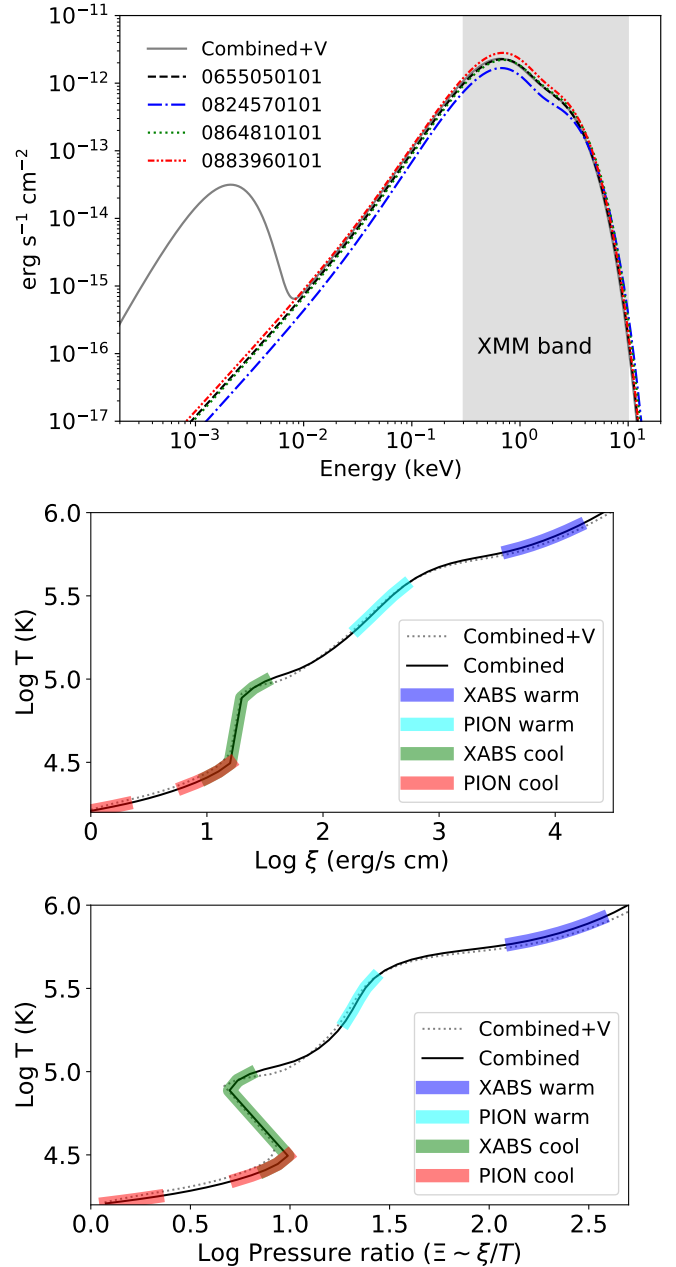 10⁻¹¹
10⁻¹²
10⁻¹³
10⁻¹⁴
10⁻¹⁵
10⁻¹⁶
10⁻¹⁷
erg s⁻¹ cm⁻²
Combined+V
0655050101
0824570101
0864810101
0883960101
XMM band
10⁻³ 10⁻² 10⁻¹ 10⁰ 10¹
Energy (keV)
6.0
5.5
5.0
4.5
Log T (K)
Combined+V
Combined
XABS warm
PION warm
XABS cool
PION cool
0 1 2 3 4
Log ξ (erg/s cm)
6.0
5.5
5.0
4.5
Log T (K)
Combined+V
Combined
XABS warm
PION warm
XABS cool
PION cool
0.0 0.5 1.0 1.5 2.0 2.5
Log Pressure ratio (Ξ ~ ξ/T)